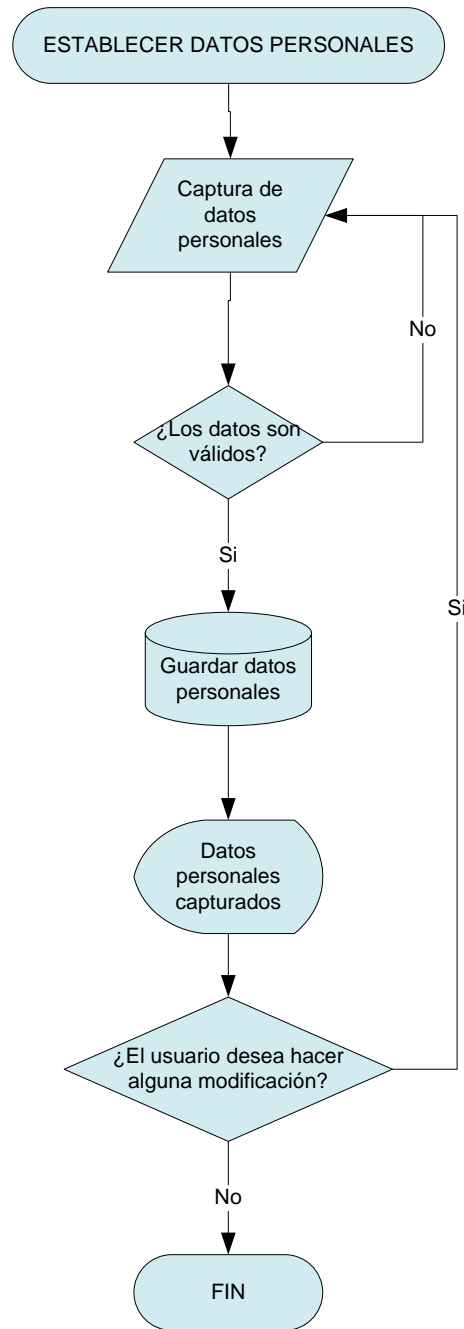 ESTABLECER DATOS PERSONALES
Captura de
datos
personales
No
¿Los datos son
válidos?
Si
Si
Guardar datos
personales
Datos
personales
capturados
¿El usuario desea hacer
alguna modificación?
No
FIN